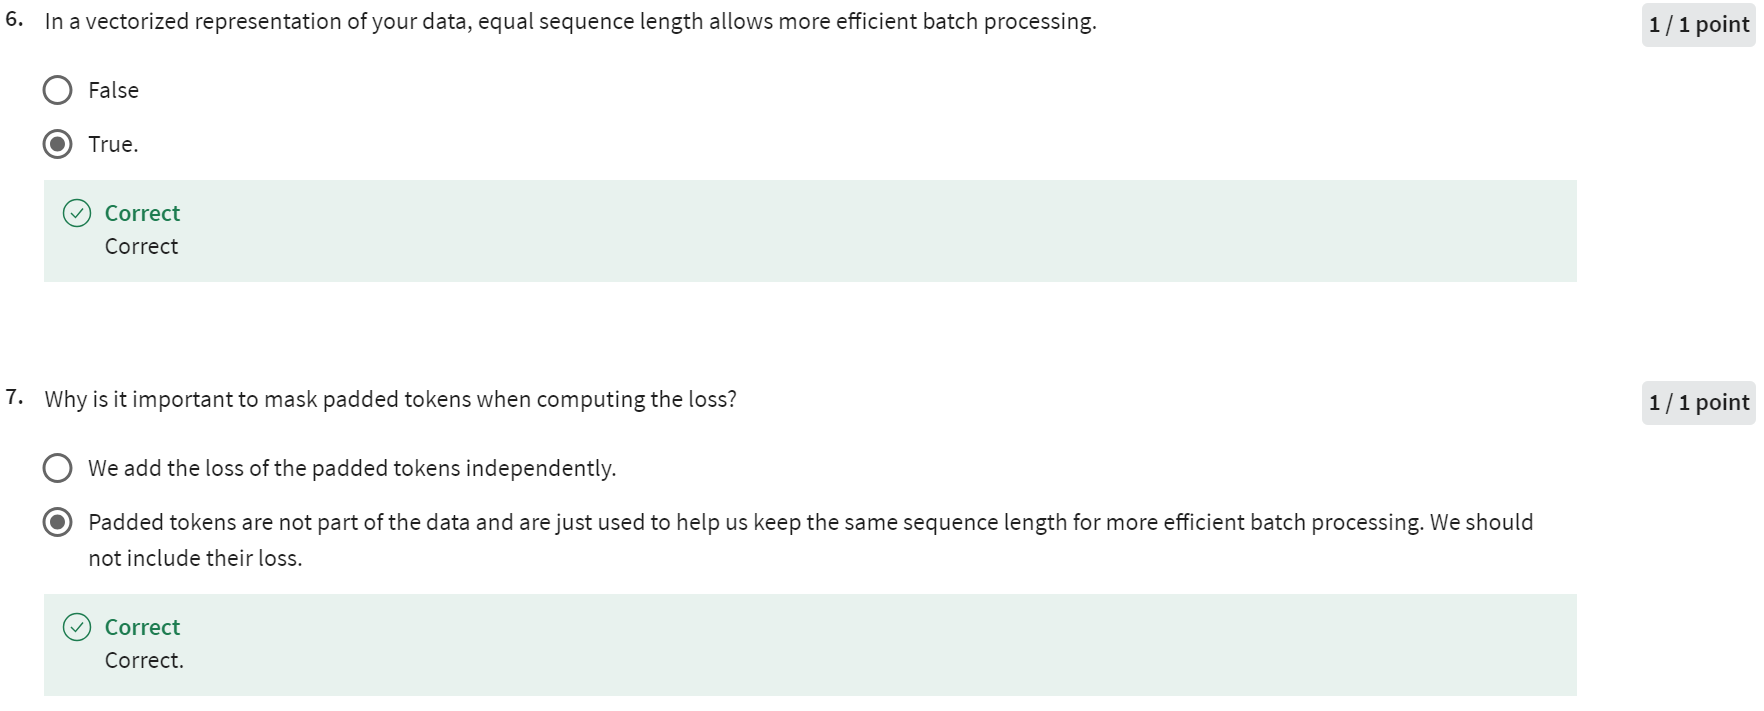 6. In a vectorized representation of your data, equal sequence length allows more efficient batch processing.
1 / 1 point
False
True.
Correct
Correct
7. Why is it important to mask padded tokens when computing the loss?
1 / 1 point
We add the loss of the padded tokens independently.
Padded tokens are not part of the data and are just used to help us keep the same sequence length for more efficient batch processing. We should
not include their loss.
Correct
Correct.